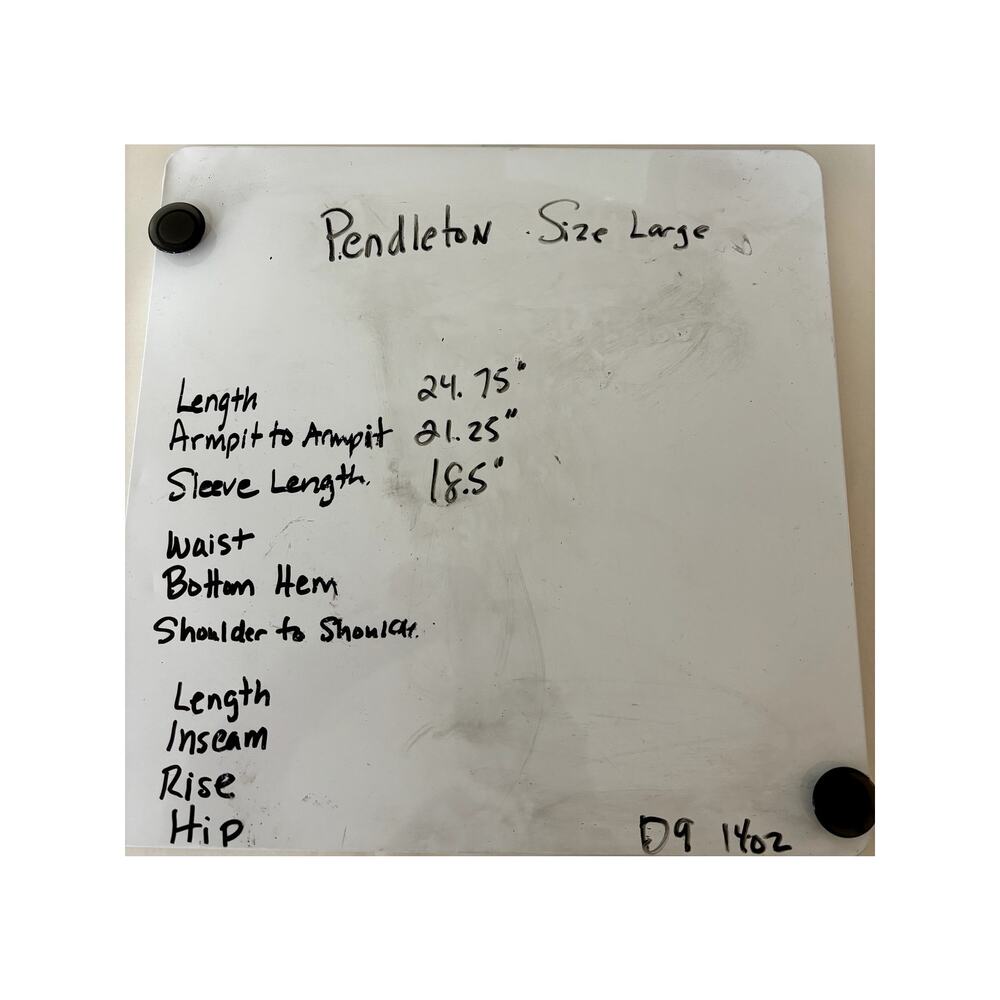 Pendleton Size Large
Length 24.75"
Armpit to Armpit 21.25"
Sleeve Length 18.5"
Waist
Bottom Hem
Shoulder to
Length
Inseam
Rise
Hip
D9 14oz